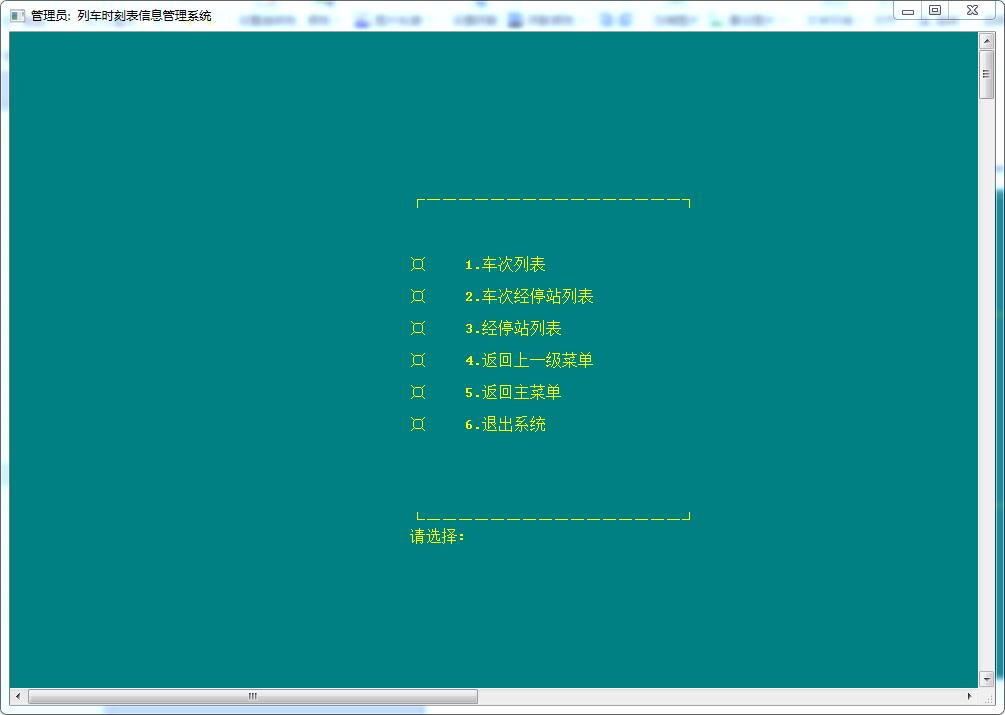 管理员: 列车时刻表信息管理系统
¤ 1.车次列表
¤ 2.车次经停站列表
¤ 3.经停站列表
¤ 4.返回上一级菜单
¤ 5.返回主菜单
¤ 6.退出系统
请选择: